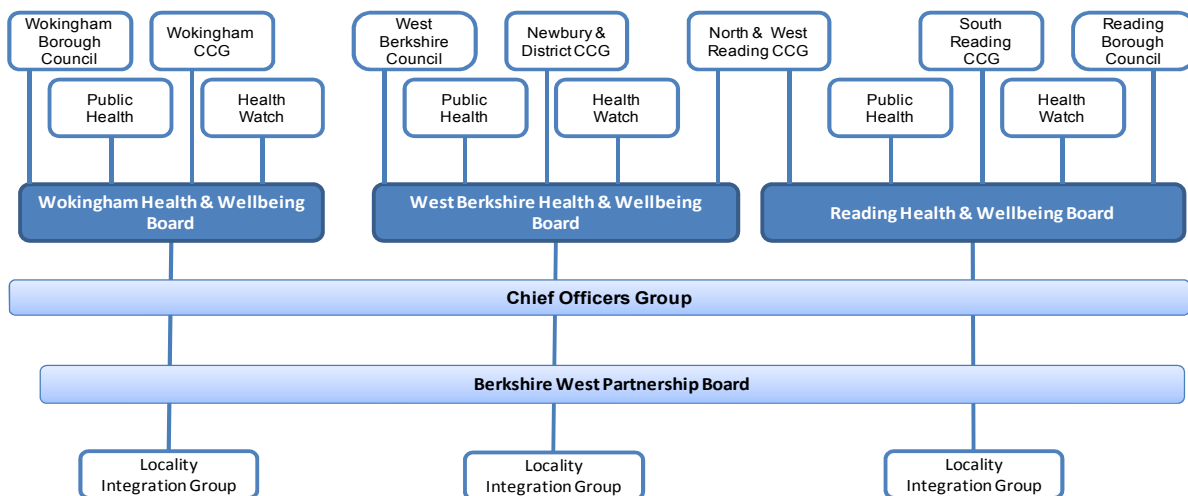 Wokingham
Borough
Council
Wokingham
CCG
West
Berkshire
Council
Newbury &
District CCG
North & West
Reading CCG
South
Reading
CCG
Reading
Borough
Council
Public
Health
Health
Watch
Public
Health
Health
Watch
Public
Health
Health
Watch
Wokingham Health & Wellbeing
Board
West Berkshire Health & Wellbeing
Board
Reading Health & Wellbeing Board
Chief Officers Group
Berkshire West Partnership Board
Locality
Integration Group
Locality
Integration Group
Locality
Integration Group